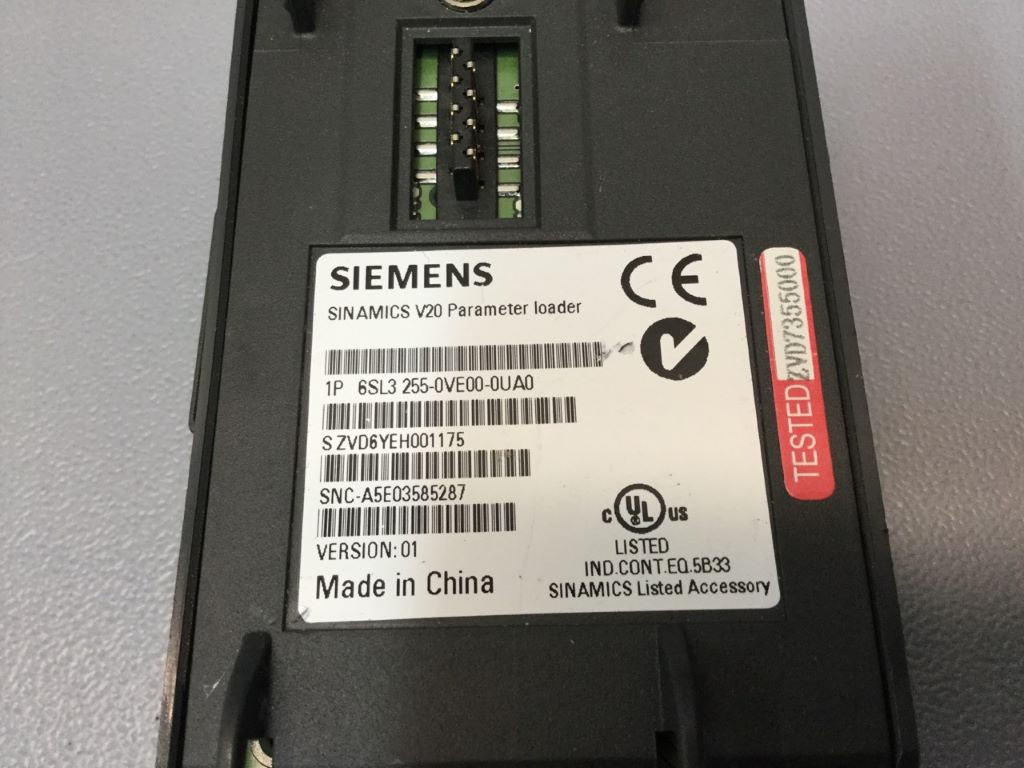 SIEMENS
SINAMICS V20 Parameter loader
1P 6SL3 255-0VE00-0UA0
S ZVD6YEH001175
SNC-A5E03585287
VERSION: 01
Made in China
CE
C UL US
LISTED
IND.CONT.EQ.5B33
SINAMICS Listed Accessory
TESTED ZVD7355000